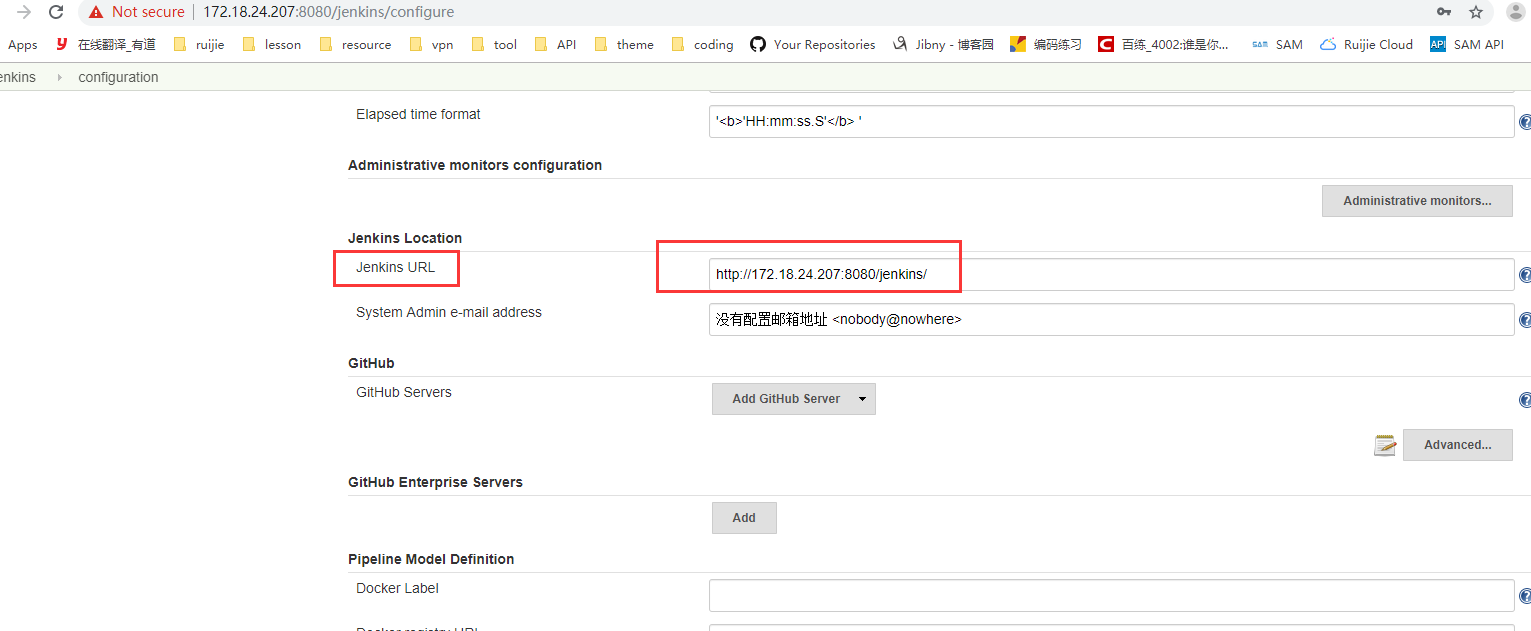 Not secure 172.18.24.207:8080/jenkins/configure
Apps 在线翻译_有道 ruijie lesson resource vpn tool API theme coding Your Repositories Jibny - 博客园 编码练习 百练_4002:谁是你... SAM SAM Ruijie Cloud API SAM API
enkins configuration
Elapsed time format '<b>'HH:mm:ss.S'</b> '
Administrative monitors configuration
Administrative monitors...
Jenkins Location
Jenkins URL http://172.18.24.207:8080/jenkins/
System Admin e-mail address 没有配置邮箱地址 <nobody@nowhere>
GitHub
GitHub Servers Add GitHub Server
Advanced...
GitHub Enterprise Servers
Add
Pipeline Model Definition
Docker Label
Docker registry URL